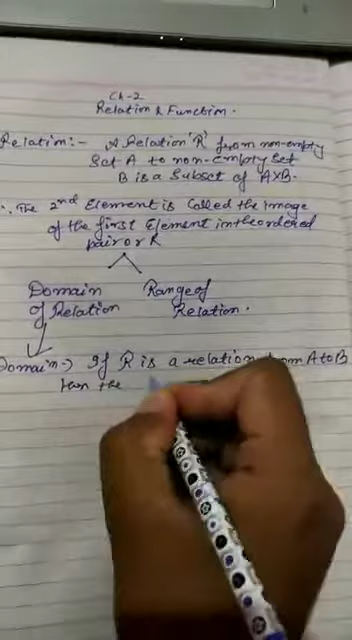 Ch-2
Relation & Function.
Relation:- A Relation 'R' from non-empty
Set A to non-empty Set
B is a Subset of A×B.
∴ The 2nd Element is Called the image
of the first Element in the ordered
pair or R
Domain of Relation
Range of Relation.
Domain:-) If R is a relation from A to B
then the